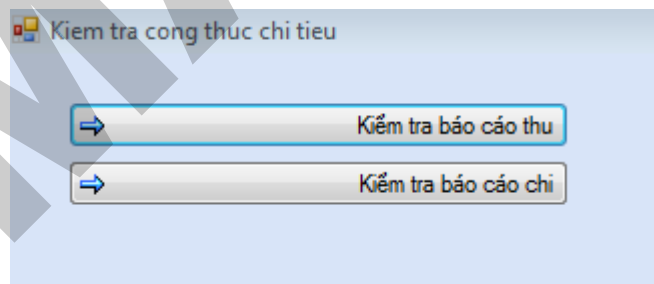 Kiem tra cong thuc chi tieu
Kiểm tra báo cáo thu
Kiểm tra báo cáo chi